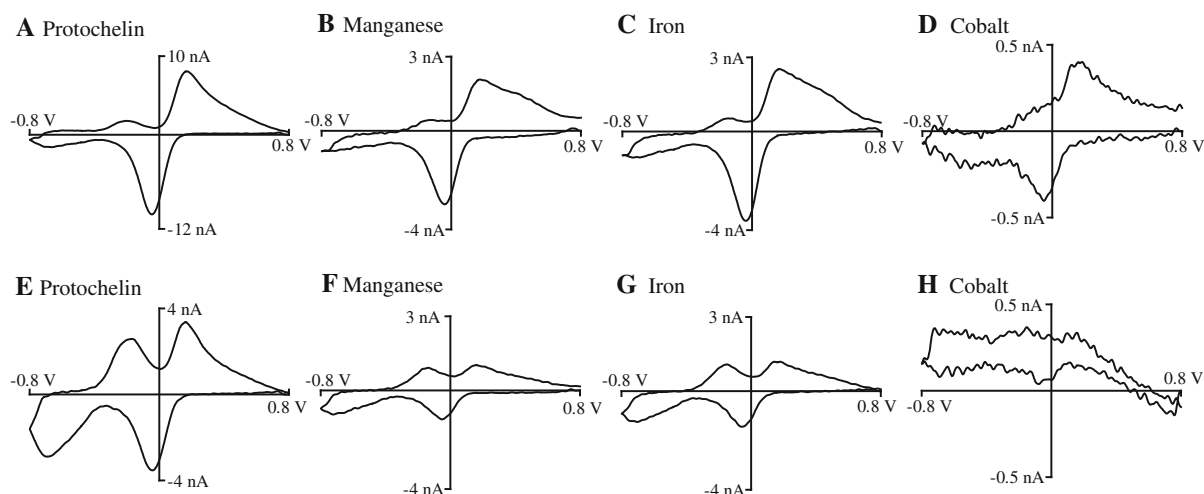 A Protochelin
10 nA
-0.8 V
0.8 V
-12 nA
B Manganese
3 nA
-0.8 V
0.8 V
-4 nA
C Iron
3 nA
-0.8 V
0.8 V
-4 nA
D Cobalt
0.5 nA
-0.8 V
0.8 V
-0.5 nA
E Protochelin
4 nA
-0.8 V
0.8 V
-4 nA
F Manganese
3 nA
-0.8 V
0.8 V
-4 nA
G Iron
3 nA
-0.8 V
0.8 V
-4 nA
H Cobalt
0.5 nA
0.8 V
-0.8 V
-0.5 nA